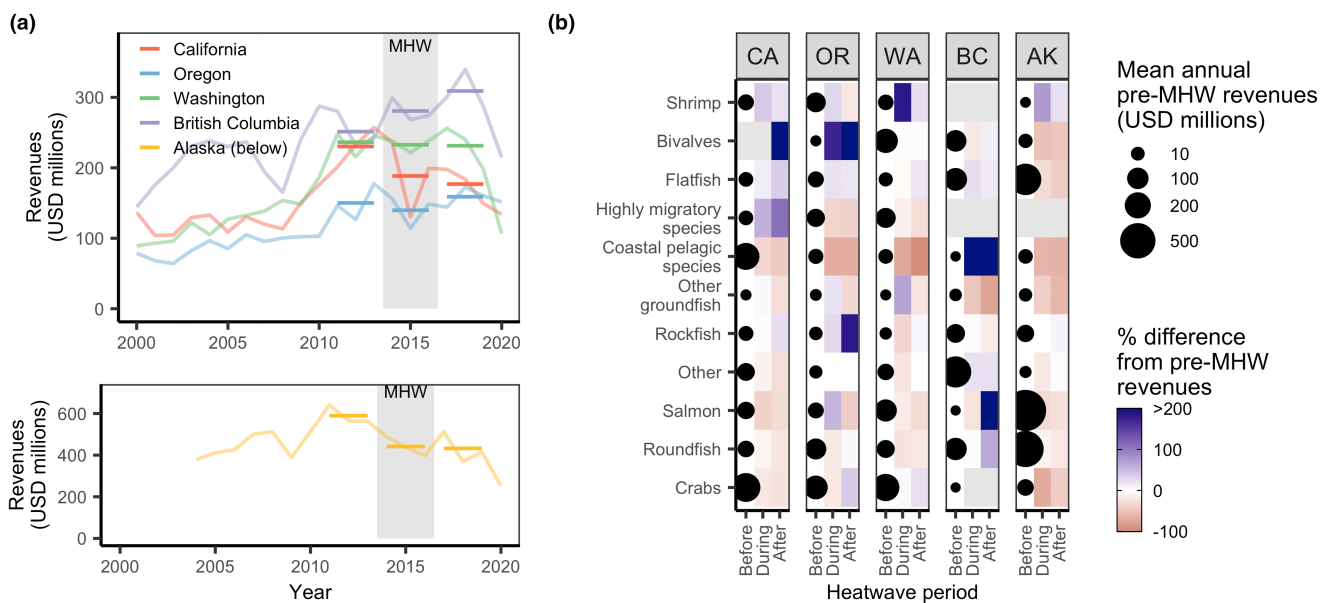 (a)
MHW
California
Oregon
Washington
British Columbia
Alaska (below)
Revenues
(USD millions)
300
200
100
0
2000
2005
2010
2015
2020
MHW
Revenues
(USD millions)
600
400
200
0
2000
2005
2010
2015
2020
Year
(b)
CA
OR
WA
BC
AK
Shrimp
Bivalves
Flatfish
Highly migratory
species
Coastal pelagic
species
Other
groundfish
Rockfish
Other
Salmon
Roundfish
Crabs
Before
During
After
Before
During
After
Before
During
After
Before
During
After
Before
During
After
Heatwave period
Mean annual
pre-MHW revenues
(USD millions)
10
100
200
500
% difference
from pre-MHW
revenues
>200
100
0
-100